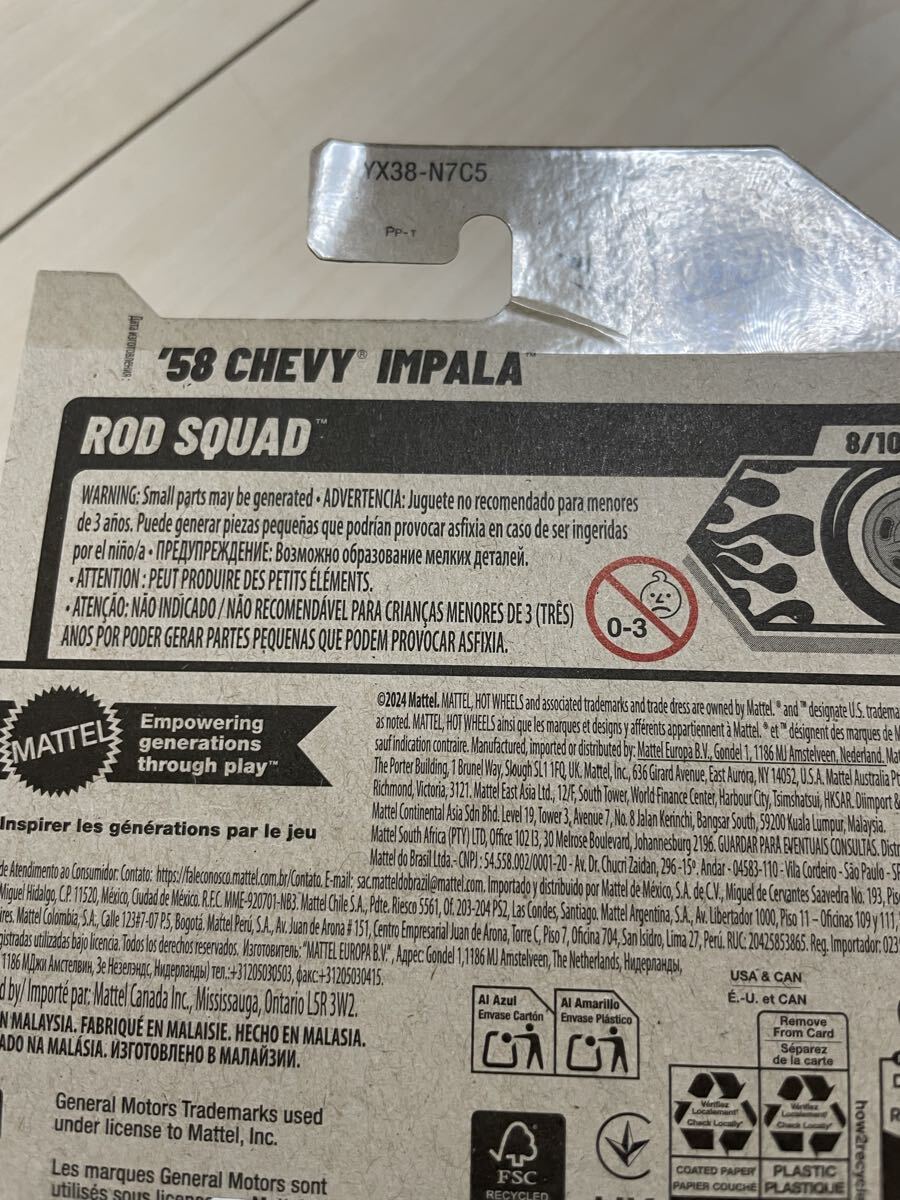 YX38-N7C5
PP-T
Дата изготовления:
'58 CHEVY® IMPALA™
ROD SQUAD™
8/10
WARNING: Small parts may be generated • ADVERTENCIA: Juguete no recomendado para menores
de 3 años. Puede generar piezas pequeñas que podrían provocar asfixia en caso de ser ingeridas
por el niño/a • ПРЕДУПРЕЖДЕНИЕ: Возможно образование мелких деталей.
• ATTENTION : PEUT PRODUIRE DES PETITS ÉLÉMENTS.
• ATENÇÃO: NÃO INDICADO / NÃO RECOMENDÁVEL PARA CRIANÇAS MENORES DE 3 (TRÊS)
ANOS POR PODER GERAR PARTES PEQUENAS QUE PODEM PROVOCAR ASFIXIA.
0-3
MATTEL
Empowering
generations
through play™
Inspirer les générations par le jeu
©2024 Mattel. MATTEL, HOT WHEELS and associated trademarks and trade dress are owned by Mattel. ® and ™ designate U.S.
as noted. MATTEL, HOT WHEELS ainsi que les marques et designs y afférents appartiennent à Mattel. ® et ™ désignent des marques de
sauf indication contraire. Manufactured, imported or distributed by: Mattel Europa B.V., Gondel 1, 1186 MJ Amstelveen, Nederland.
The Porter Building, 1 Brunel Way, Slough SL1 1FQ, UK. Mattel, Inc., 636 Girard Avenue, East Aurora, NY 14052, U.S.A. Mattel Australia
Richmond, Victoria, 3121. Mattel East Asia Ltd., 12/F, South Tower, World Finance Center, Harbour City, Tsimshatsui, HKSAR. Diimport &
Mattel Continental Asia Sdn Bhd. Level 19, Tower 3, Avenue 7, No. 8 Jalan Kerinchi, Bangsar South, 59200 Kuala Lumpur, Malaysia.
Mattel South Africa (PTY) LTD, Office 102 I3, 30 Melrose Boulevard, Johannesburg 2196. GUARDAR PARA EVENTUAIS CONSULTAS.
Mattel do Brasil Ltda.- CNPJ : 54.558.002/0001-20 - Av. Dr. Chucri Zaidan, 296 -15º. Andar - 04583-110 - Vila Cordeiro - São Paulo - SP
de Atendimento ao Consumidor: Contato: https://faleconosco.mattel.com.br/Contato. E-mail: sac.matteldobrazil@mattel.com. Importado y distribuido por Mattel de México, S.A. de C.V., Miguel de Cervantes Saavedra No. 193,
Miguel Hidalgo, C.P. 11520, México, Ciudad de México. R.F.C. MME-920701-NB3. Mattel Chile S.A., Pdte. Riesco 5561, Of. 203-204 PS2, Las Condes, Santiago. Mattel Argentina, S.A., Av. Libertador 1000, Piso 11 – Oficinas 109 y 111,
Mattel Colombia, S.A., Calle 123#7-07 P.5, Bogotá. Mattel Perú, S.A., Av. Juan de Arona # 151, Centro Empresarial Juan de Arona, Torre C, Piso 7, Oficina 704, San Isidro, Lima 27, Perú. RUC: 20425853865. Reg. Importador:
utilizadas bajo licencia. Todos los derechos reservados. Изготовитель: "MATTEL EUROPA B.V.", Адрес Gondel 1,1186 MJ Amstelveen, The Netherlands, Нидерланды,
1186 МДжи Амстелвин, Зе Незелэндс, Нидерланды) тел.:+31205030503, факс:+31205030415.
by/ Importé par: Mattel Canada Inc., Mississauga, Ontario L5R 3W2.
N MALAYSIA. FABRIQUÉ EN MALAISIE. HECHO EN MALASIA.
ADO NA MALÁSIA. ИЗГОТОВЛЕНО В МАЛАЙЗИИ.
Al Azul
Envase Cartón
Al Amarillo
Envase Plástico
USA & CAN
É.-U. et CAN
Remove
From Card
Séparez
de la carte
Vérifiez
Localement!
Check Locally*
Vérifiez
Localement!
Check Locally*
COATED PAPER
PAPIER COUCHÉ
PLASTIC
PLASTIQUE
how2recycle
General Motors Trademarks used
under license to Mattel, Inc.
Les marques General Motors sont
utilisés sous
FSC
RECYCLED